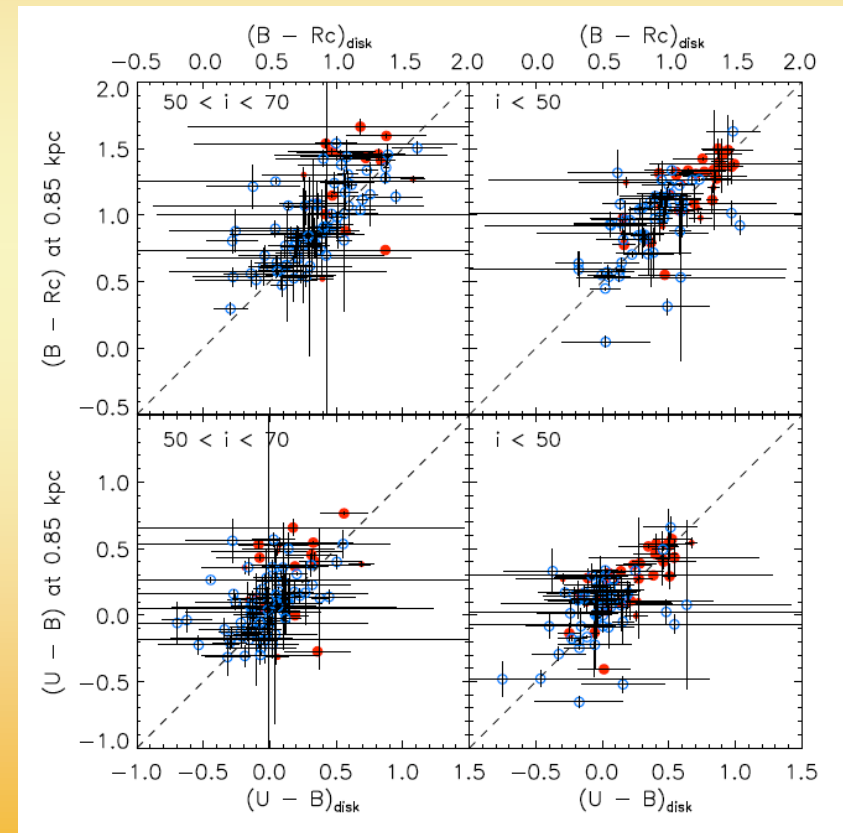 (B − Rc)disk (B − Rc)disk
−0.5 0.0 0.5 1.0 1.5 2.0 0.0 0.5 1.0 1.5 2.0
2.0
50 < i < 70 i < 50
1.5
1.0
0.5
0.0
−0.5
(B − Rc) at 0.85 kpc
50 < i < 70 i < 50
1.0
0.5
0.0
−0.5
−1.0
(U − B) at 0.85 kpc
−1.0 −0.5 0.0 0.5 1.0 1.5 −0.5 0.0 0.5 1.0 1.5
(U − B)disk (U − B)disk